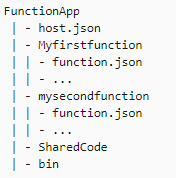 FunctionApp
| - host.json
| - Myfirstfunction
| | - function.json
| | - ...
| - mysecondfunction
| | - function.json
| | - ...
| - SharedCode
| - bin